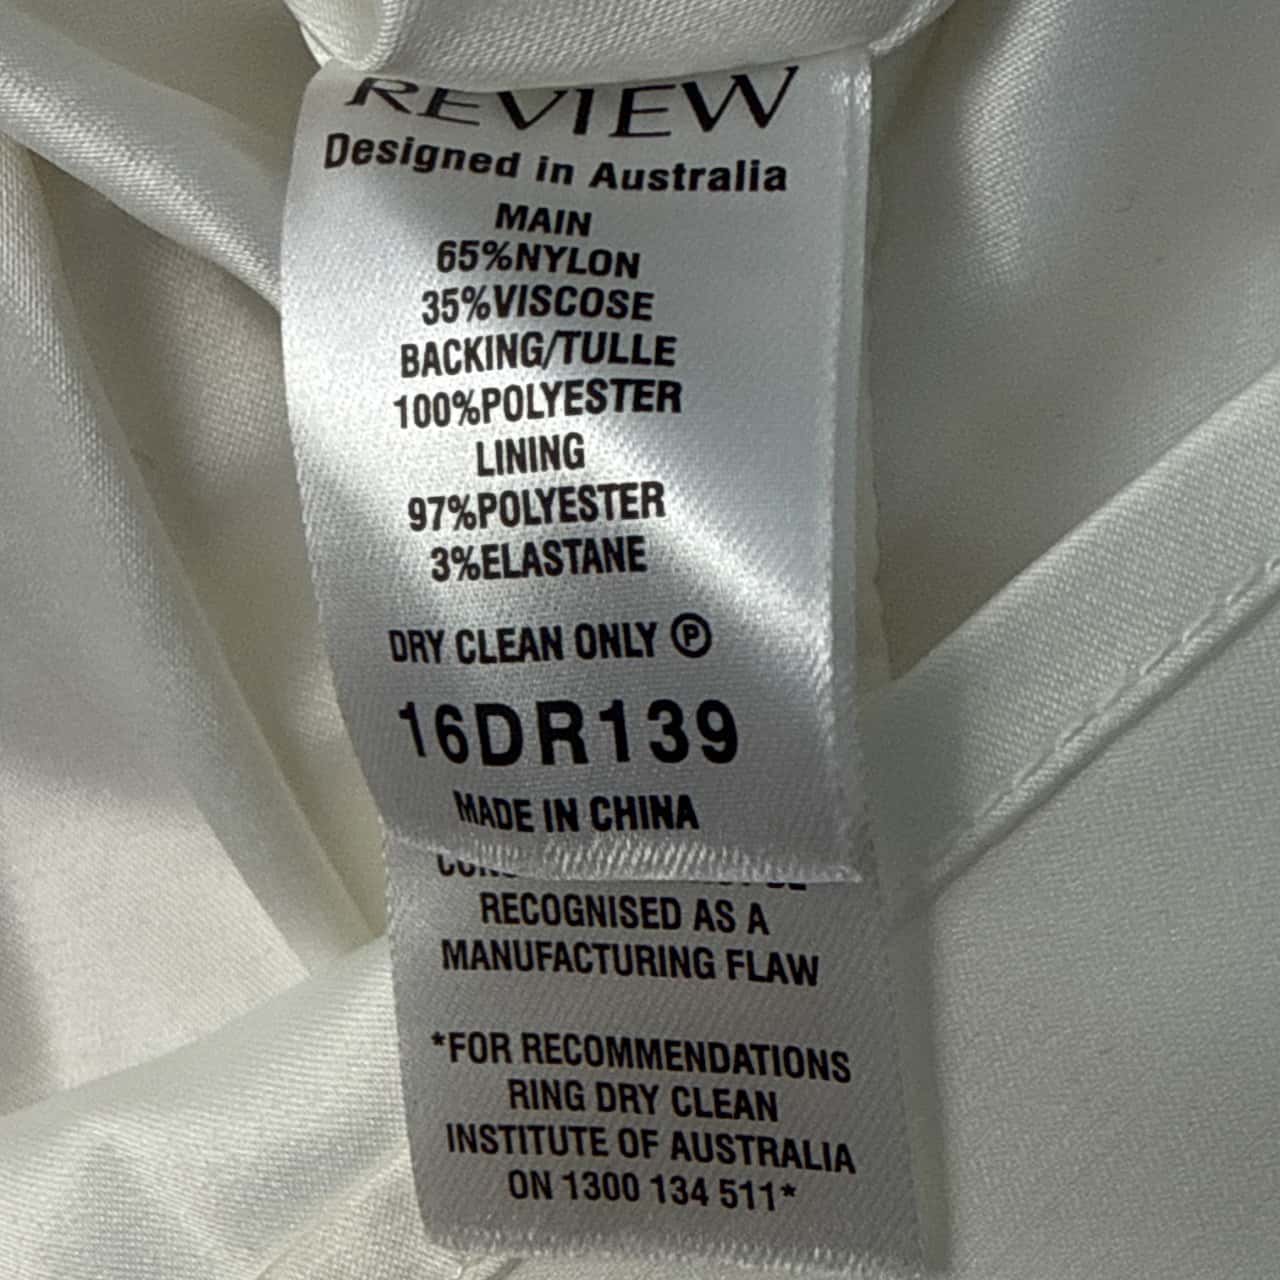 REVIEW
Designed in Australia
MAIN
65%NYLON
35%VISCOSE
BACKING/TULLE
100%POLYESTER
LINING
97%POLYESTER
3%ELASTANE
DRY CLEAN ONLY Ⓟ
16DR139
MADE IN CHINA
RECOGNISED AS A
MANUFACTURING FLAW
*FOR RECOMMENDATIONS
RING DRY CLEAN
INSTITUTE OF AUSTRALIA
ON 1300 134 511*